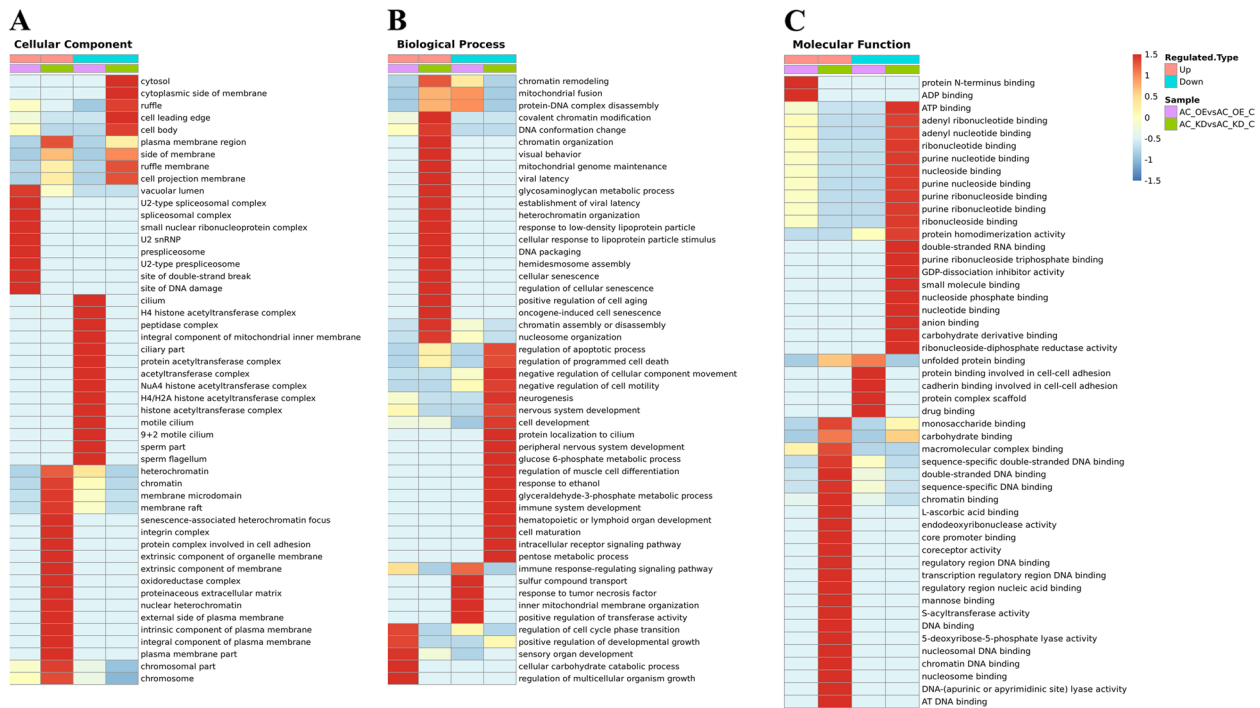 A
Cellular Component
cytosol
cytoplasmic side of membrane
ruffle
cell leading edge
cell body
plasma membrane region
side of membrane
ruffle membrane
cell projection membrane
vacuolar lumen
U2-type spliceosomal complex
spliceosomal complex
small nuclear ribonucleoprotein complex
U2 snRNP
prespliceosome
U2-type prespliceosome
site of double-strand break
site of DNA damage
cilium
H4 histone acetyltransferase complex
peptidase complex
integral component of mitochondrial inner membrane
ciliary part
protein acetyltransferase complex
acetyltransferase complex
NuA4 histone acetyltransferase complex
H4/H2A histone acetyltransferase complex
histone acetyltransferase complex
motile cilium
9+2 motile cilium
sperm part
sperm flagellum
heterochromatin
chromatin
membrane microdomain
membrane raft
senescence-associated heterochromatin focus
integrin complex
protein complex involved in cell adhesion
extrinsic component of organelle membrane
extrinsic component of membrane
oxidoreductase complex
proteinaceous extracellular matrix
nuclear heterochromatin
external side of plasma membrane
intrinsic component of plasma membrane
integral component of plasma membrane
plasma membrane part
chromosomal part
chromosome
B
Biological Process
chromatin remodeling
mitochondrial fusion
protein-DNA complex disassembly
covalent chromatin modification
DNA conformation change
chromatin organization
visual behavior
mitochondrial genome maintenance
viral latency
glycosaminoglycan metabolic process
establishment of viral latency
heterochromatin organization
response to low-density lipoprotein particle
cellular response to lipoprotein particle stimulus
DNA packaging
hemidesmosome assembly
cellular senescence
regulation of cellular senescence
positive regulation of cell aging
oncogene-induced cell senescence
chromatin assembly or disassembly
nucleosome organization
regulation of apoptotic process
regulation of programmed cell death
negative regulation of cellular component movement
negative regulation of cell motility
neurogenesis
nervous system development
cell development
protein localization to cilium
peripheral nervous system development
glucose 6-phosphate metabolic process
regulation of muscle cell differentiation
response to ethanol
glyceraldehyde-3-phosphate metabolic process
immune system development
hematopoietic or lymphoid organ development
cell maturation
intracellular receptor signaling pathway
pentose metabolic process
immune response-regulating signaling pathway
sulfur compound transport
response to tumor necrosis factor
inner mitochondrial membrane organization
positive regulation of transferase activity
regulation of cell cycle phase transition
positive regulation of developmental growth
sensory organ development
cellular carbohydrate catabolic process
regulation of multicellular organism growth
C
Molecular Function
protein N-terminus binding
ADP binding
ATP binding
adenyl ribonucleotide binding
adenyl nucleotide binding
ribonucleotide binding
purine nucleotide binding
nucleoside binding
purine nucleoside binding
purine ribonucleoside binding
purine ribonucleotide binding
ribonucleoside binding
protein homodimerization activity
double-stranded RNA binding
purine ribonucleoside triphosphate binding
GDP-dissociation inhibitor activity
small molecule binding
nucleoside phosphate binding
nucleotide binding
anion binding
carbohydrate derivative binding
ribonucleoside-diphosphate reductase activity
unfolded protein binding
protein binding involved in cell-cell adhesion
cadherin binding involved in cell-cell adhesion
protein complex scaffold
drug binding
monosaccharide binding
carbohydrate binding
macromolecular complex binding
sequence-specific double-stranded DNA binding
double-stranded DNA binding
sequence-specific DNA binding
chromatin binding
L-ascorbic acid binding
endodeoxyribonuclease activity
core promoter binding
coreceptor activity
regulatory region DNA binding
transcription regulatory region DNA binding
regulatory region nucleic acid binding
mannose binding
S-acyltransferase activity
DNA binding
5-deoxyribose-5-phosphate lyase activity
nucleosomal DNA binding
chromatin DNA binding
nucleosome binding
DNA-(apurinic or apyrimidinic site) lyase activity
AT DNA binding
1.5
1
0.5
0
-0.5
-1
-1.5
Regulated.Type
Up
Down
Sample
AC_OEvsAC_OE_C
AC_KDvsAC_KD_C